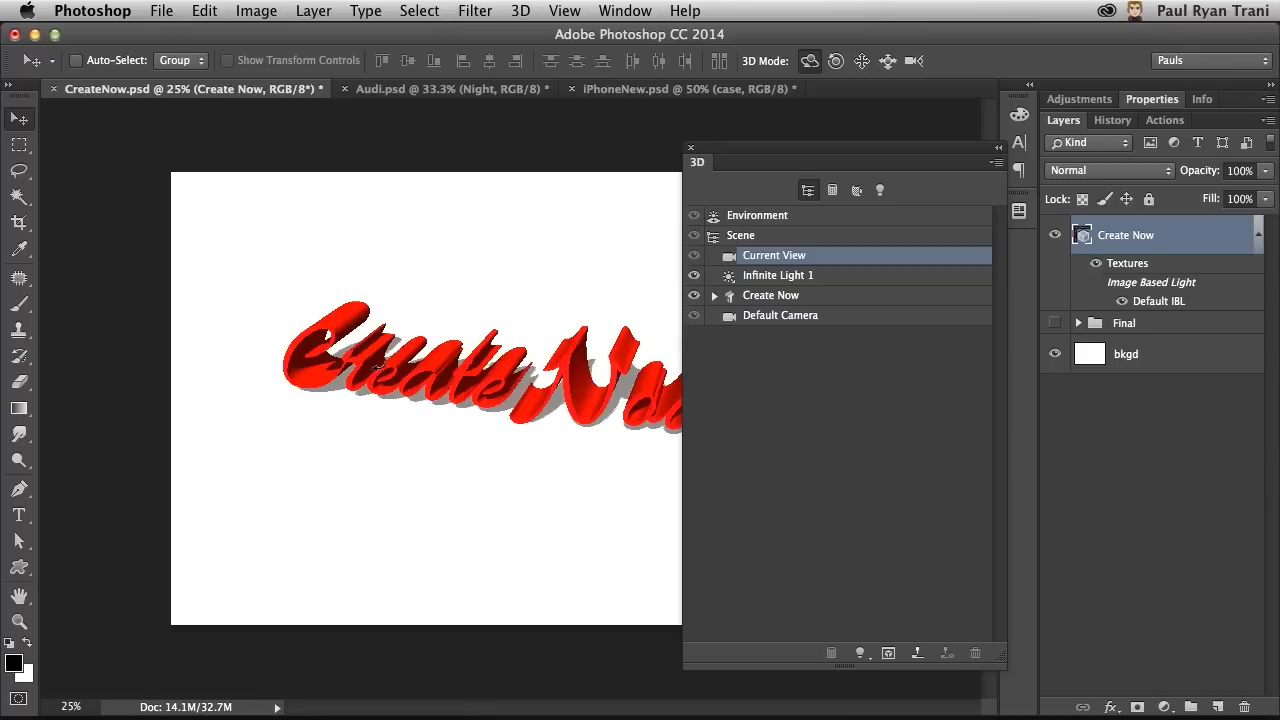 Photoshop File Edit Image Layer Type Select Filter 3D View Window Help Paul Ryan Trani
Adobe Photoshop CC 2014
Auto-Select: Group Show Transform Controls 3D Mode: Pauls
CreateNow.psd @ 25% (Create Now, RGB/8*) * Audi.psd @ 33.3% (Night, RGB/8) * iPhoneNew.psd @ 50% (case, RGB/8*) *
Adjustments Properties Info
Layers History Actions
Kind
Normal Opacity: 100%
Lock: Fill: 100%
Create Now
Textures
Image Based Light
Default IBL
Final
bkgd
3D
Environment
Scene
Current View
Infinite Light 1
Create Now
Default Camera
Create No
T
A
T
25% Doc: 14.1M/32.7M
fx